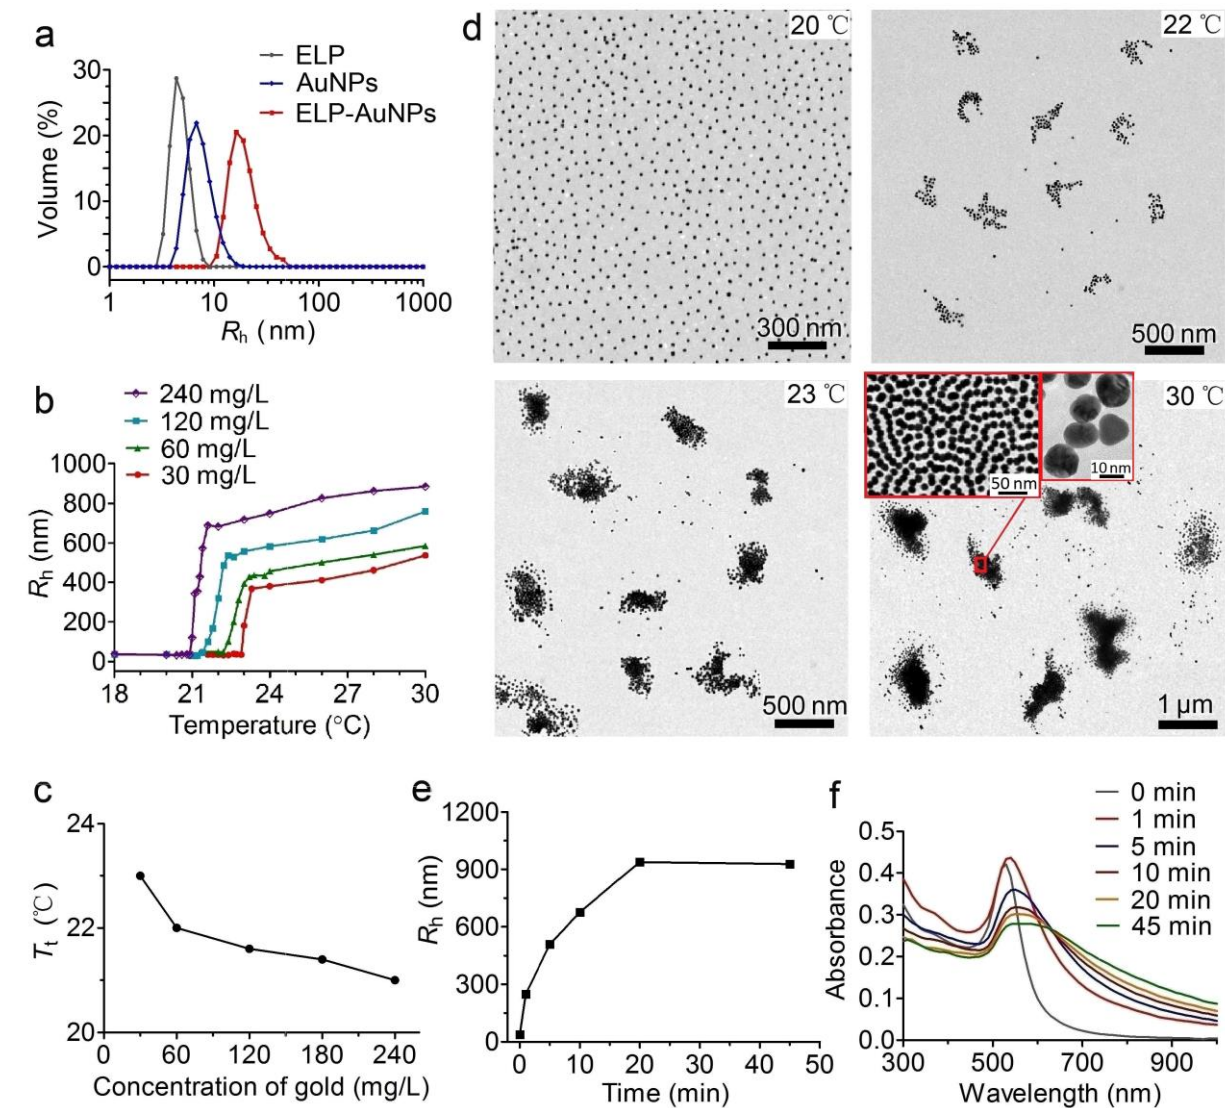 a
ELP
AuNPs
ELP-AuNPs
30
20
10
0
Volume (%)
1 10 100 1000
Rh (nm)
b
240 mg/L
120 mg/L
60 mg/L
30 mg/L
1000
800
600
400
200
0
Rh (nm)
18 21 24 27 30
Temperature (°C)
c
24
22
20
Tt (℃)
0 60 120 180 240
Concentration of gold (mg/L)
d
20 ℃
300 nm
22 ℃
500 nm
23 ℃
500 nm
30 ℃
50 nm
10 nm
1 µm
e
1200
900
600
300
0
Rh (nm)
0 10 20 30 40 50
Time (min)
f
0 min
1 min
5 min
10 min
20 min
45 min
0.5
0.4
0.3
0.2
0.1
0.0
Absorbance
300 500 700 900
Wavelength (nm)